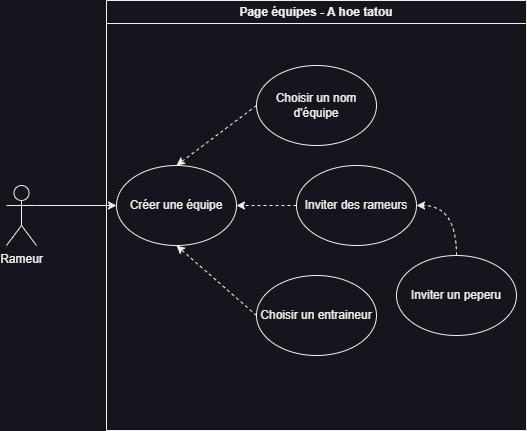 Page équipes - A hoe tatou
Choisir un nom
d'équipe
Créer une équipe
Inviter des rameurs
Rameur
Inviter un peperu
Choisir un entraineur